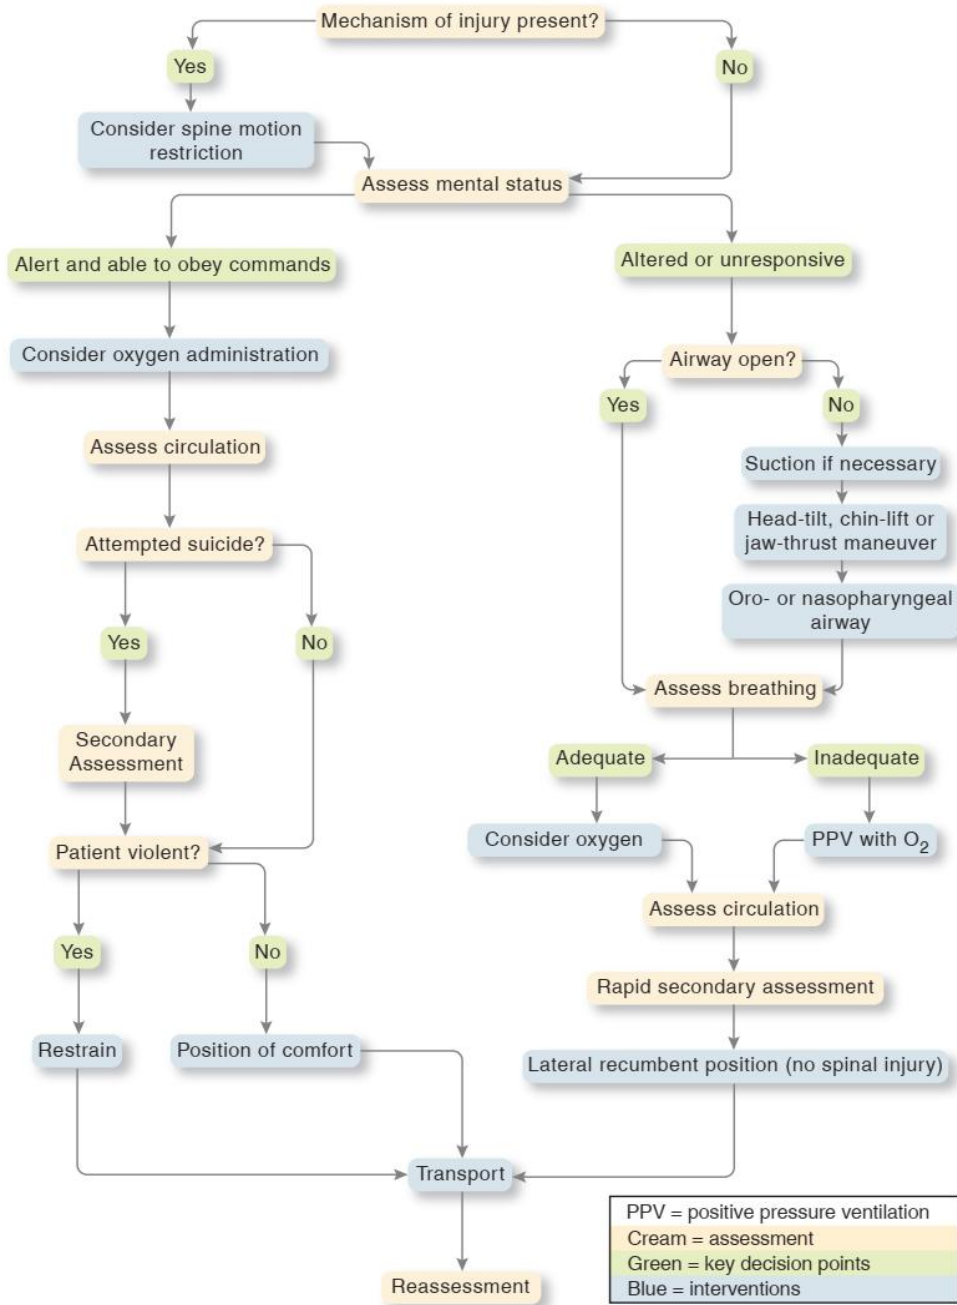 Mechanism of injury present?
Yes
No
Consider spine motion
restriction
Assess mental status
Alert and able to obey commands
Altered or unresponsive
Consider oxygen administration
Airway open?
Yes
No
Assess circulation
Suction if necessary
Head-tilt, chin-lift or
jaw-thrust maneuver
Attempted suicide?
Oro- or nasopharyngeal
airway
Yes
No
Assess breathing
Secondary
Assessment
Adequate
Inadequate
Patient violent?
Consider oxygen
PPV with O2
Assess circulation
Yes
No
Rapid secondary assessment
Restrain
Position of comfort
Lateral recumbent position (no spinal injury)
Transport
Reassessment
PPV = positive pressure ventilation
Cream = assessment
Green = key decision points
Blue = interventions